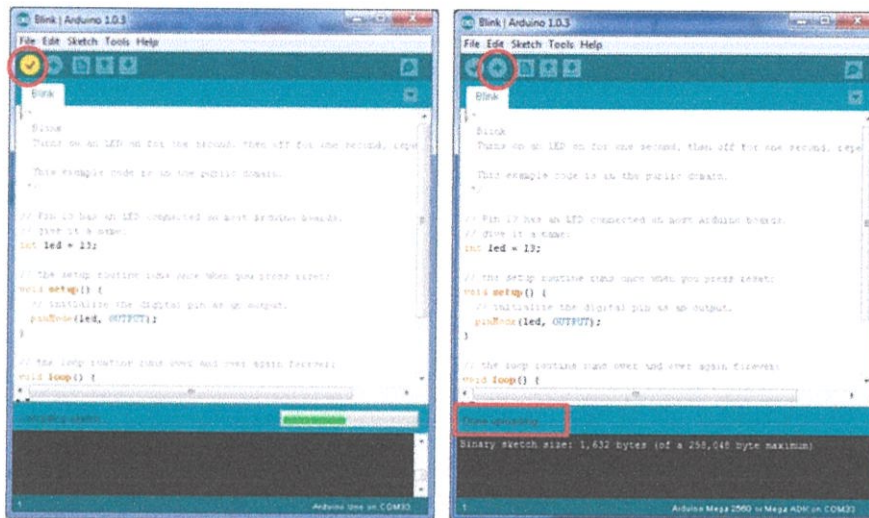 Blink | Arduino 1.0.3
File Edit Sketch Tools Help
Blink
/*
Blink
Turns on an LED on for one second, then off for one second, repe
This example code is in the public domain.
*/
// Pin 13 has an LED connected on most Arduino boards.
// give it a name:
int led = 13;
// the setup routine runs once when you press reset:
void setup() {
// initialize the digital pin as an output.
pinMode(led, OUTPUT);
}
// the loop routine runs over and over again forever:
void loop() {
Compiling sketch
1
Arduino Uno on COM33
Blink | Arduino 1.0.3
File Edit Sketch Tools Help
Blink
/*
Blink
Turns on an LED on for one second, then off for one second, repe
This example code is in the public domain.
*/
// Pin 13 has an LED connected on most Arduino boards.
// give it a name:
int led = 13;
// the setup routine runs once when you press reset:
void setup() {
// initialize the digital pin as an output.
pinMode(led, OUTPUT);
}
// the loop routine runs over and over again forever:
void loop() {
Done uploading.
Binary sketch size: 1,632 bytes (of a 258,048 byte maximum)
1
Arduino Mega 2560 or Mega ADK on COM33